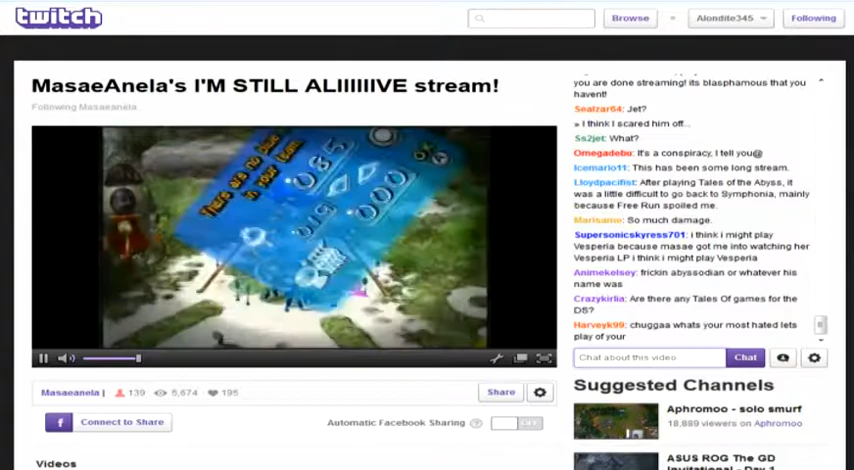 twitch
Browse
Alondite345
Following
MasaeAnela's I'M STILL ALIIIIIIVE stream!
Following Masaeanela
There are no blue
in your team
035
015
000
you are done streaming! its blasphamous that you
havent!
Sealzar64: Jet?
» I think I scared him off...
Ss2jet: What?
Omegadebu: It's a conspiracy, I tell you@
Icemario11: This has been some long stream.
Lloydpacifist: After playing Tales of the Abyss, it
was a little difficult to go back to Symphonia, mainly
because Free Run spoiled me.
Marisamo: So much damage.
Supersonicskyress701: i think i might play
Vesperia because masae got me into watching her
Vesperia LP i think i might play Vesperia
Animekelsey: frickin abyssodian or whatever his
name was
Crazykirlia: Are there any Tales Of games for the
DS?
Harveyk99: chuggaa whats your most hated lets
play of your
Chat about this video
Chat
Masaeanela |
139
5,674
195
Share
f
Connect to Share
Automatic Facebook Sharing
?
OFF
Suggested Channels
Aphromoo - solo smurf
18,889 viewers on Aphromoo
ASUS ROG The GD
Invitational - Day 1
Videos